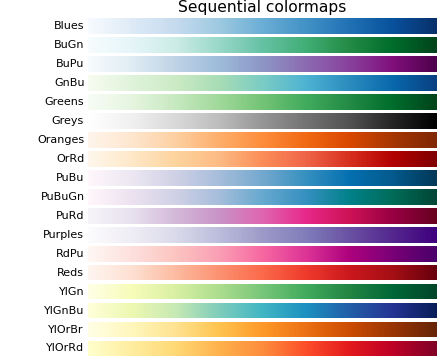 Sequential colormaps
Blues
BuGn
BuPu
GnBu
Greens
Greys
Oranges
OrRd
PuBu
PuBuGn
PuRd
Purples
RdPu
Reds
YlGn
YlGnBu
YlOrBr
YlOrRd